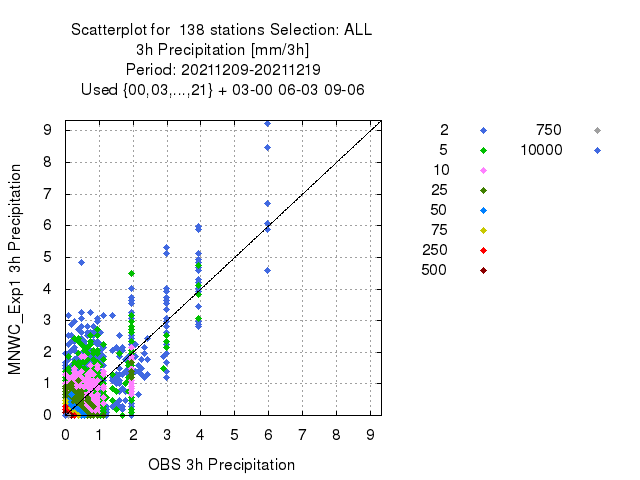 Scatterplot for 138 stations Selection: ALL
3h Precipitation [mm/3h]
Period: 20211209-20211219
Used {00,03,...,21} + 03-00 06-03 09-06
MNWC_Exp1 3h Precipitation
9
8
7
6
5
4
3
2
1
0
0 1 2 3 4 5 6 7 8 9
OBS 3h Precipitation
2 750
5 10000
10
25
50
75
250
500